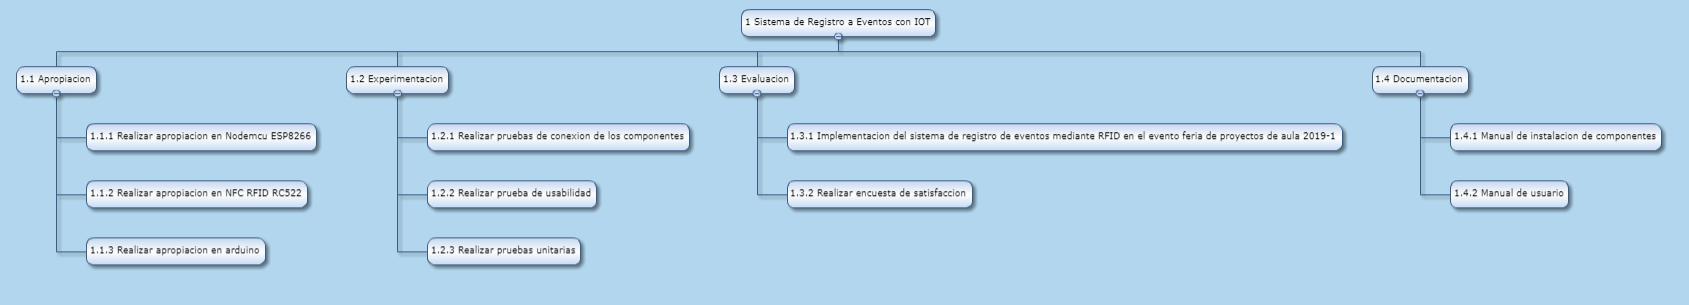 1 Sistema de Registro a Eventos con IOT
1.1 Apropiacion
1.2 Experimentacion
1.3 Evaluacion
1.4 Documentacion
1.1.1 Realizar apropiacion en Nodemcu ESP8266
1.2.1 Realizar pruebas de conexion de los componentes
1.3.1 Implementacion del sistema de registro de eventos mediante RFID en el evento feria de proyectos de aula 2019-1
1.4.1 Manual de instalacion de componentes
1.1.2 Realizar apropiacion en NFC RFID RC522
1.2.2 Realizar prueba de usabilidad
1.3.2 Realizar encuesta de satisfaccion
1.4.2 Manual de usuario
1.1.3 Realizar apropiacion en arduino
1.2.3 Realizar pruebas unitarias